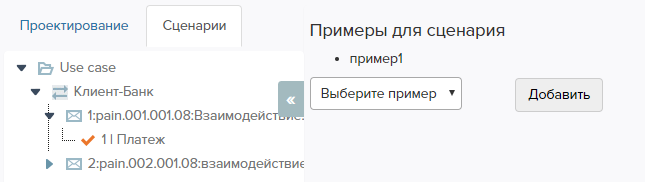 Проектирование
Сценарии
Use case
Клиент-Банк
1:pain.001.001.08:Взаимодействие.
1 | Платеж
2:pain.002.001.08:взаимодействие
«
Примеры для сценария
• пример1
Выберите пример
Добавить